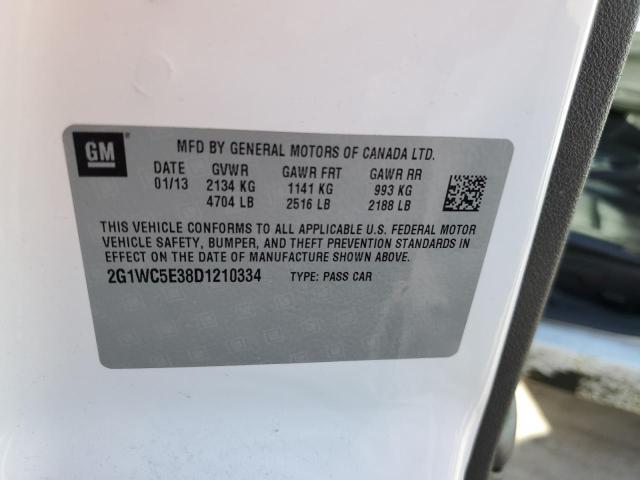 GM
MFD BY GENERAL MOTORS OF CANADA LTD.
DATE GVWR GAWR FRT GAWR RR
01/13 2134 KG 1141 KG 993 KG
4704 LB 2516 LB 2188 LB
THIS VEHICLE CONFORMS TO ALL APPLICABLE U.S. FEDERAL MOTOR
VEHICLE SAFETY, BUMPER, AND THEFT PREVENTION STANDARDS IN
EFFECT ON THE DATE OF MANUFACTURE SHOWN ABOVE.
2G1WC5E38D1210334 TYPE: PASS CAR